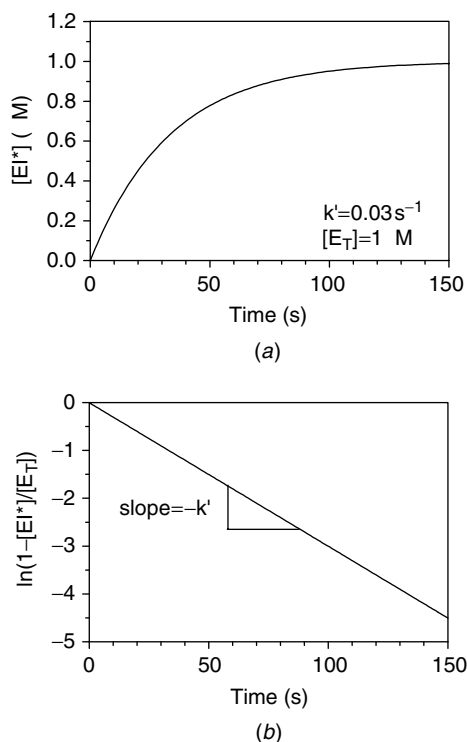 1.2
1.0
0.8
0.6
0.4
0.2
0.0
[EI*] ( M)
k'=0.03 s⁻¹
[E_T]=1 M
0 50 100 150
Time (s)
(a)
0
−1
−2
−3
−4
−5
ln(1−[EI*]/[E_T])
slope=−k'
0 50 100 150
Time (s)
(b)